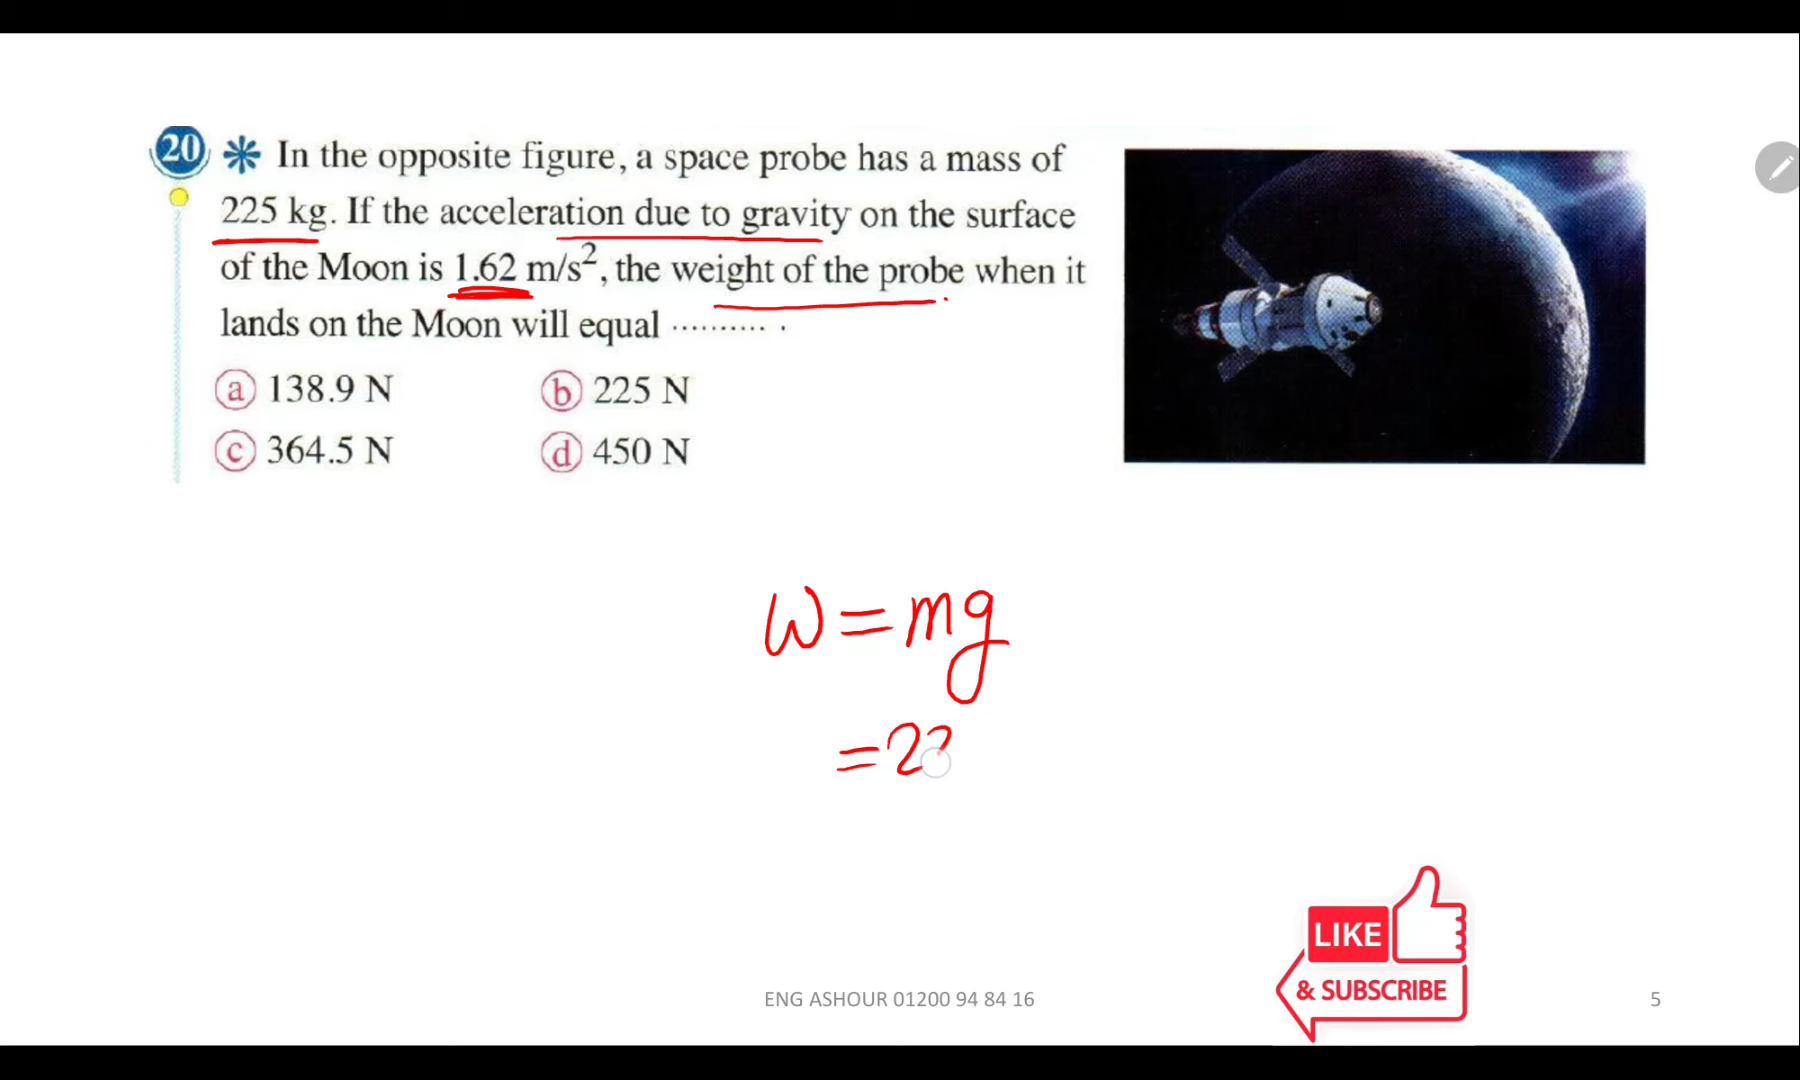 20 * In the opposite figure, a space probe has a mass of
225 kg. If the acceleration due to gravity on the surface
of the Moon is 1.62 m/s², the weight of the probe when it
lands on the Moon will equal .......... .
a 138.9 N b 225 N
c 364.5 N d 450 N
W = mg
= 22
LIKE
& SUBSCRIBE
ENG ASHOUR 01200 94 84 16
5